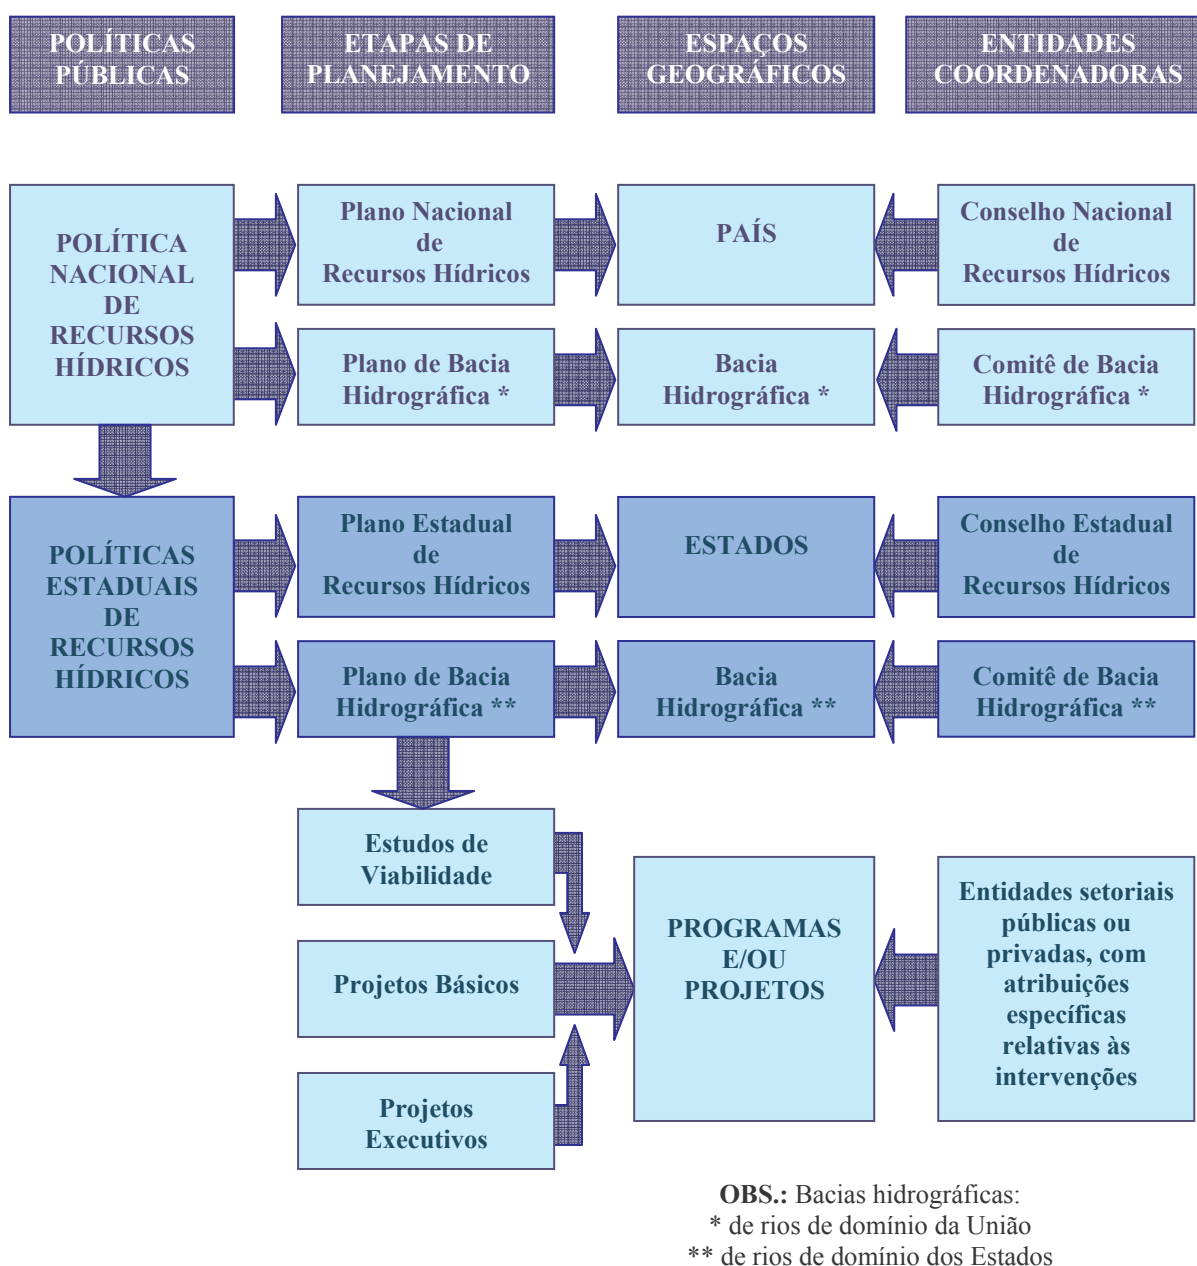 POLÍTICAS
PÚBLICAS
ETAPAS DE
PLANEJAMENTO
ESPAÇOS
GEOGRÁFICOS
ENTIDADES
COORDENADORAS
POLÍTICA
NACIONAL
DE
RECURSOS
HÍDRICOS
Plano Nacional
de
Recursos Hídricos
PAÍS
Conselho Nacional
de
Recursos Hídricos
Plano de Bacia
Hidrográfica *
Bacia
Hidrográfica *
Comitê de Bacia
Hidrográfica *
POLÍTICAS
ESTADUAIS
DE
RECURSOS
HÍDRICOS
Plano Estadual
de
Recursos Hídricos
ESTADOS
Conselho Estadual
de
Recursos Hídricos
Plano de Bacia
Hidrográfica **
Bacia
Hidrográfica **
Comitê de Bacia
Hidrográfica **
Estudos de
Viabilidade
Projetos Básicos
Projetos
Executivos
PROGRAMAS
E/OU
PROJETOS
Entidades setoriais
públicas ou
privadas, com
atribuições
específicas
relativas às
intervenções
OBS.: Bacias hidrográficas:
* de rios de domínio da União
** de rios de domínio dos Estados